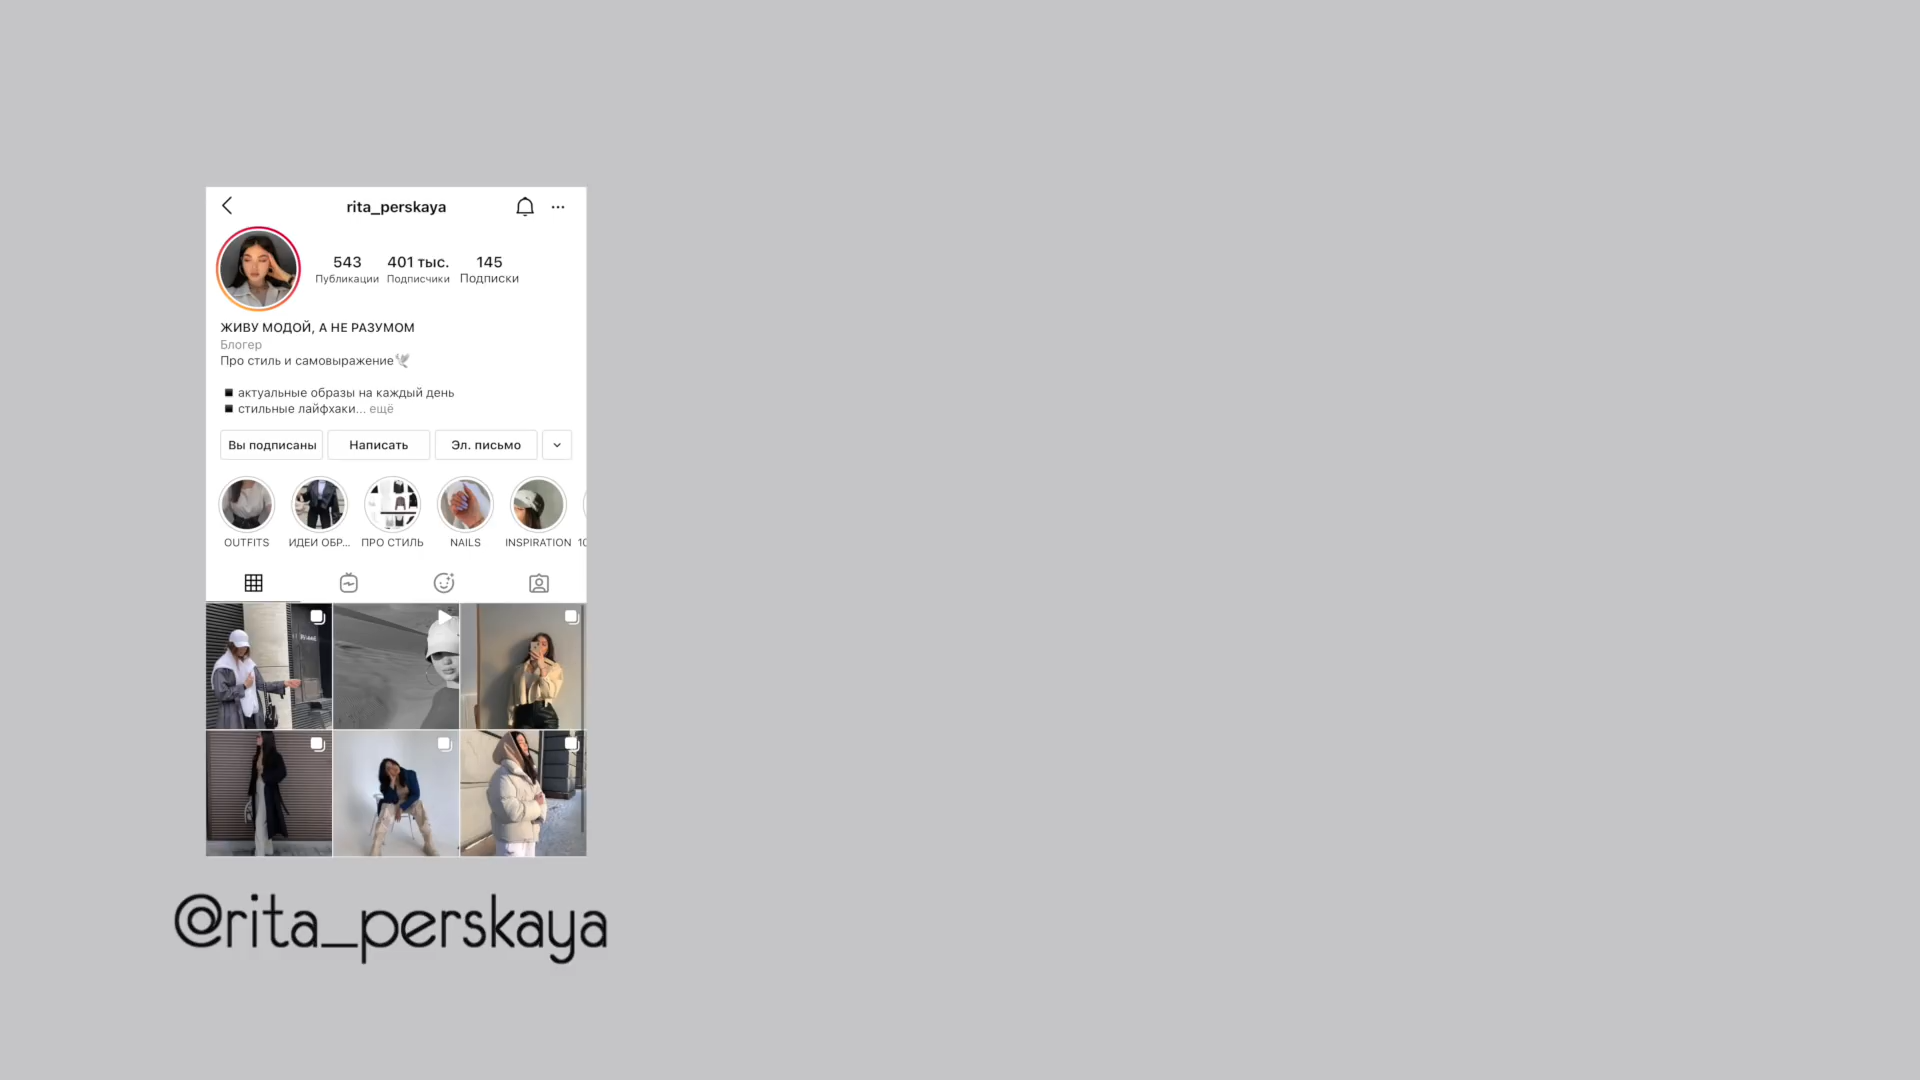 rita_perskaya
543 401 тыс. 145
Публикации Подписчики Подписки
ЖИВУ МОДОЙ, А НЕ РАЗУМОМ
Блогер
Про стиль и самовыражение🕊
▪️ актуальные образы на каждый день
▪️ стильные лайфхаки... ещё
Вы подписаны Написать Эл. письмо
OUTFITS ИДЕИ ОБР... ПРО СТИЛЬ NAILS INSPIRATION 10
@rita_perskaya